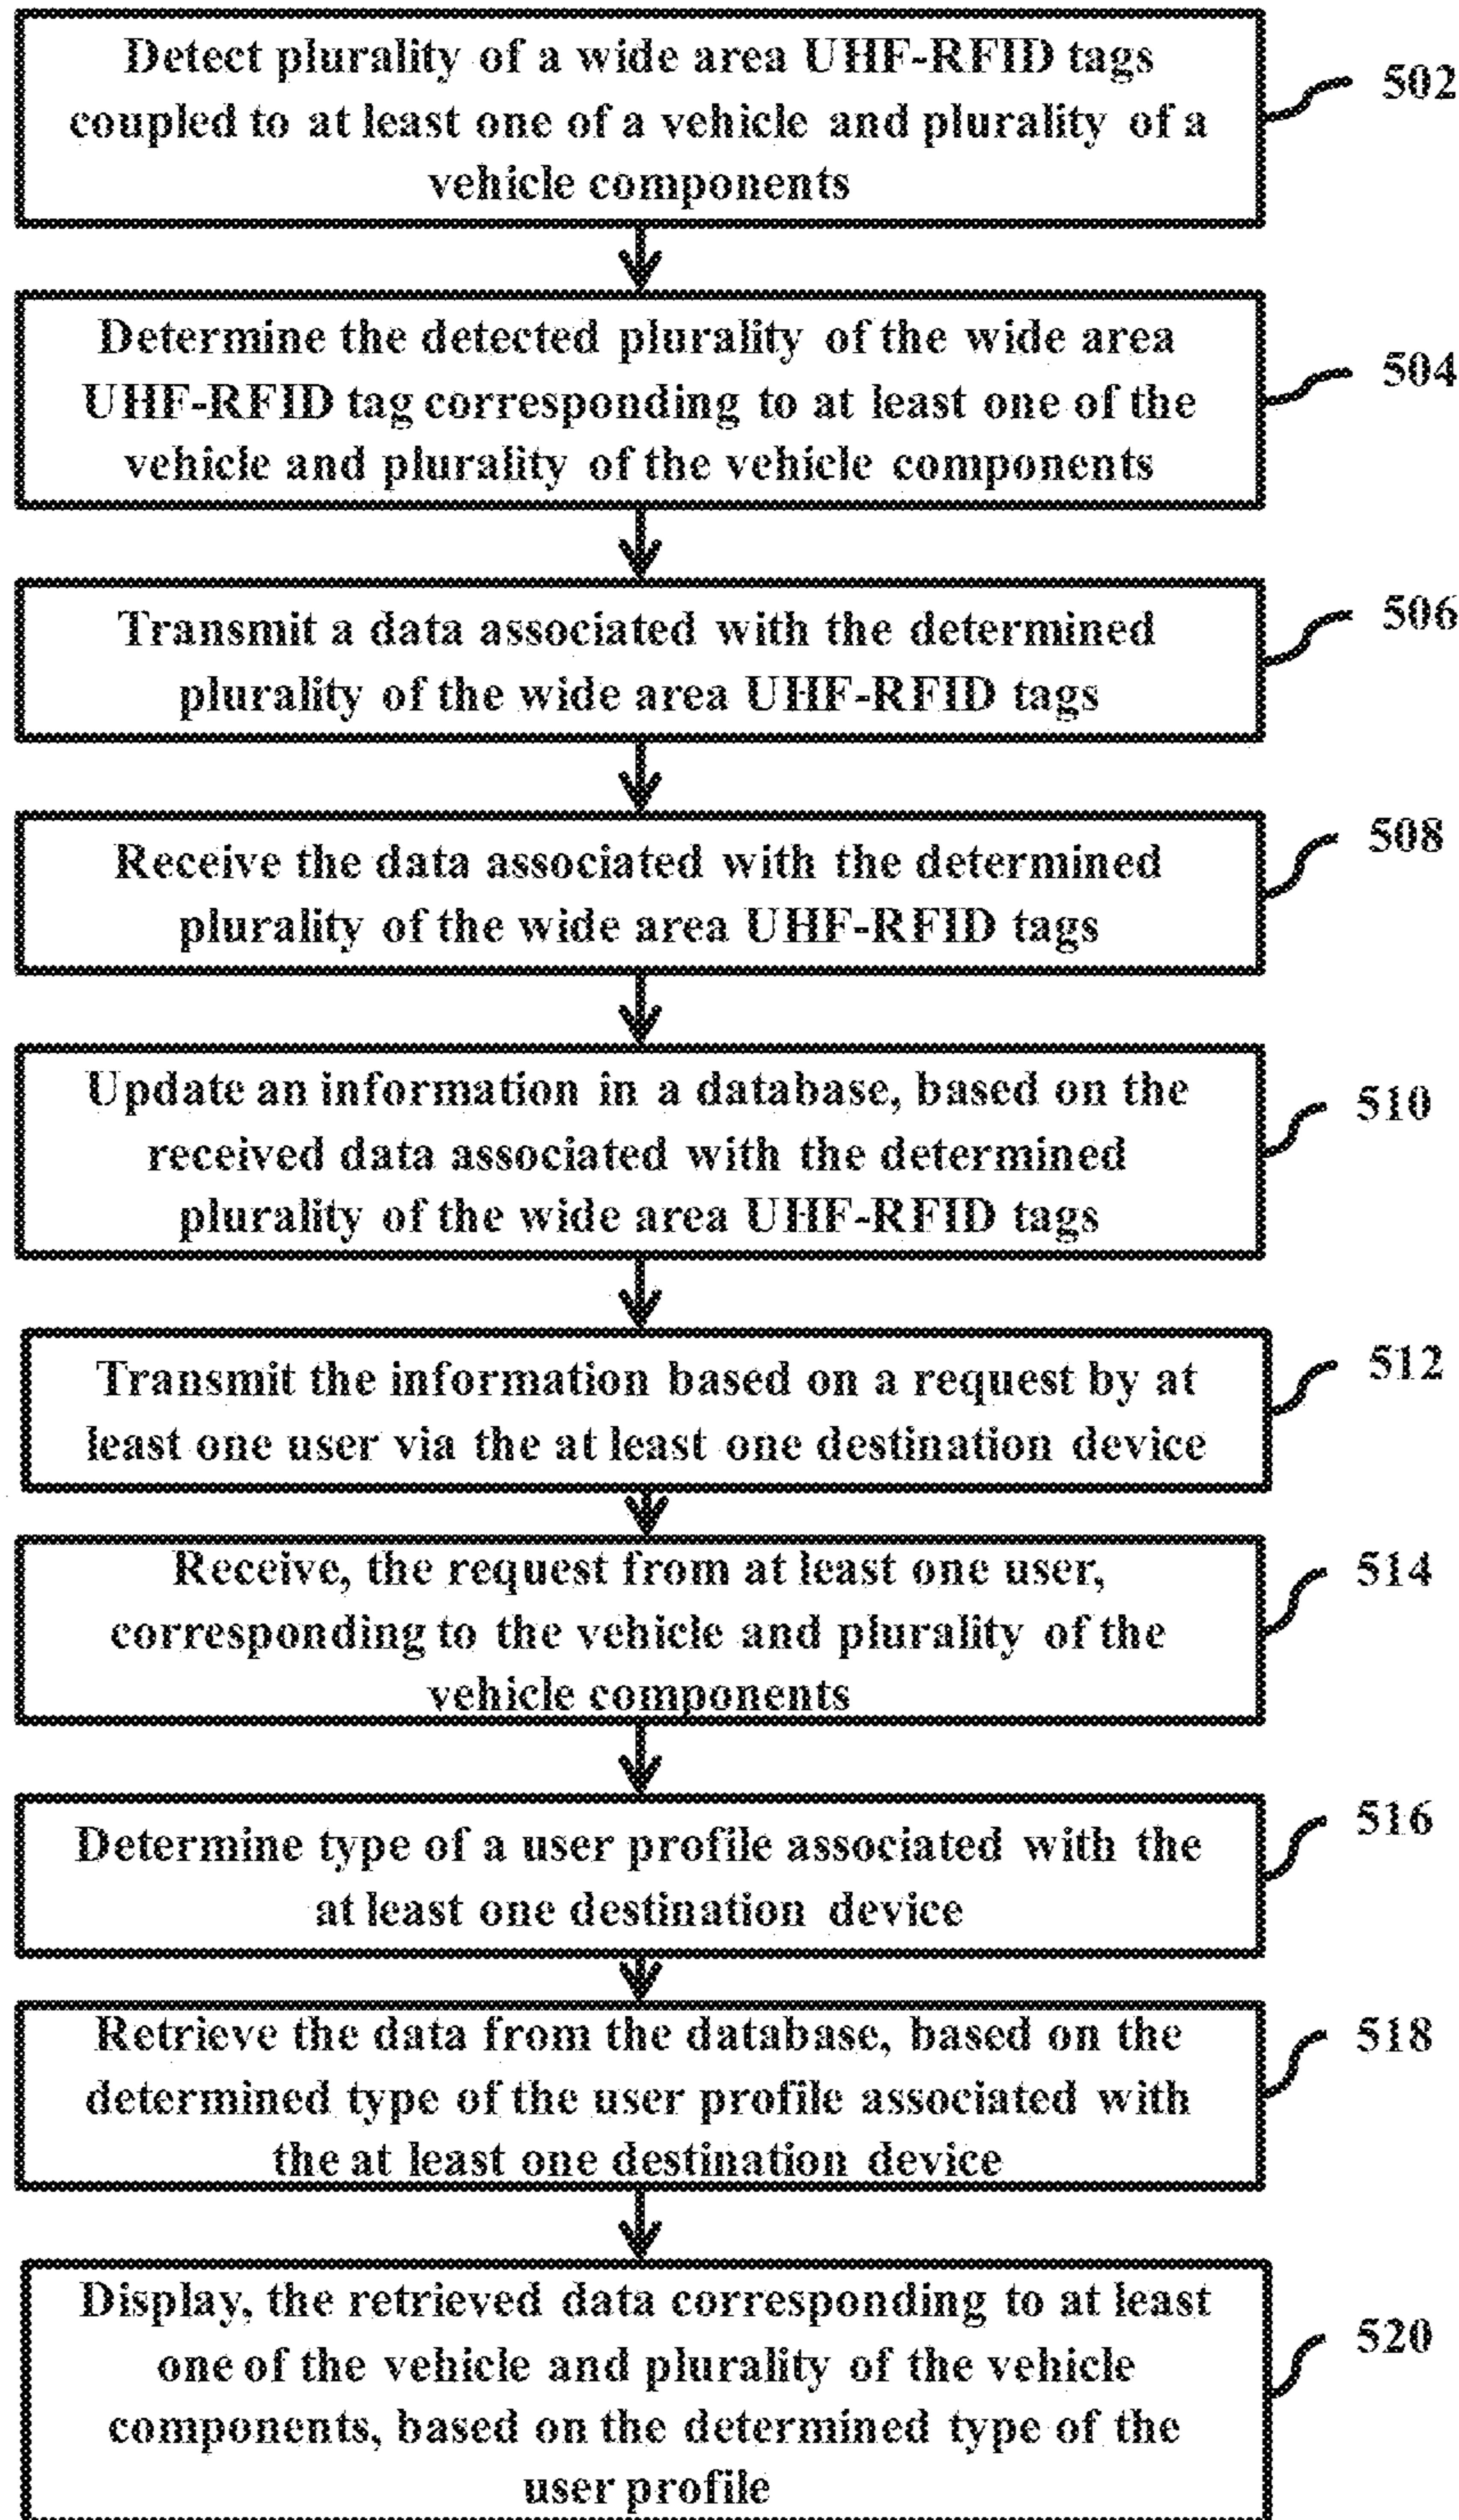 Detect plurality of a wide area UHF-RFID tags
coupled to at least one of a vehicle and plurality of a
vehicle components
502
Determine the detected plurality of the wide area
UHF-RFID tag corresponding to at least one of the
vehicle and plurality of the vehicle components
504
Transmit a data associated with the determined
plurality of the wide area UHF-RFID tags
506
Receive the data associated with the determined
plurality of the wide area UHF-RFID tags
508
Update an information in a database, based on the
received data associated with the determined
plurality of the wide area UHF-RFID tags
510
Transmit the information based on a request by at
least one user via the at least one destination device
512
Receive, the request from at least one user,
corresponding to the vehicle and plurality of the
vehicle components
514
Determine type of a user profile associated with the
at least one destination device
516
Retrieve the data from the database, based on the
determined type of the user profile associated with
the at least one destination device
518
Display, the retrieved data corresponding to at least
one of the vehicle and plurality of the vehicle
components, based on the determined type of the
user profile
520